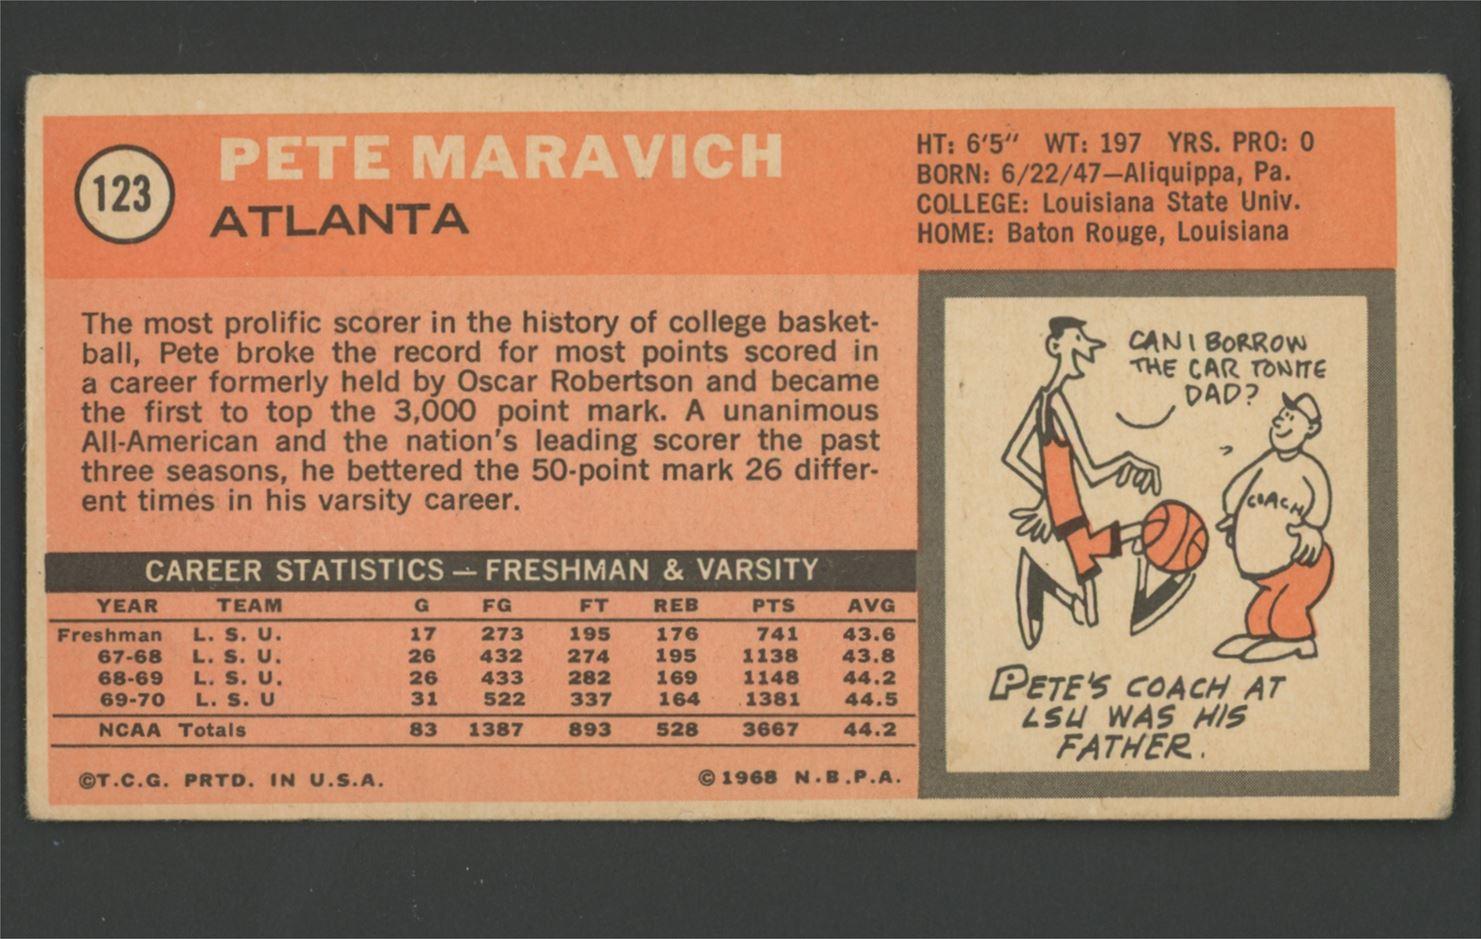 123
PETE MARAVICH
ATLANTA
HT: 6'5" WT: 197 YRS. PRO: 0
BORN: 6/22/47—Aliquippa, Pa.
COLLEGE: Louisiana State Univ.
HOME: Baton Rouge, Louisiana
The most prolific scorer in the history of college basket-
ball, Pete broke the record for most points scored in
a career formerly held by Oscar Robertson and became
the first to top the 3,000 point mark. A unanimous
All-American and the nation's leading scorer the past
three seasons, he bettered the 50-point mark 26 differ-
ent times in his varsity career.
CAREER STATISTICS — FRESHMAN & VARSITY
YEAR TEAM G FG FT REB PTS AVG
Freshman L. S. U. 17 273 195 176 741 43.6
67-68 L. S. U. 26 432 274 195 1138 43.8
68-69 L. S. U. 26 433 282 169 1148 44.2
69-70 L. S. U 31 522 337 164 1381 44.5
NCAA Totals 83 1387 893 528 3667 44.2
©T.C.G. PRTD. IN U.S.A. ©1968 N.B.P.A.
CAN I BORROW
THE CAR TONITE
DAD?
COACH
PETE'S COACH AT
LSU WAS HIS
FATHER.